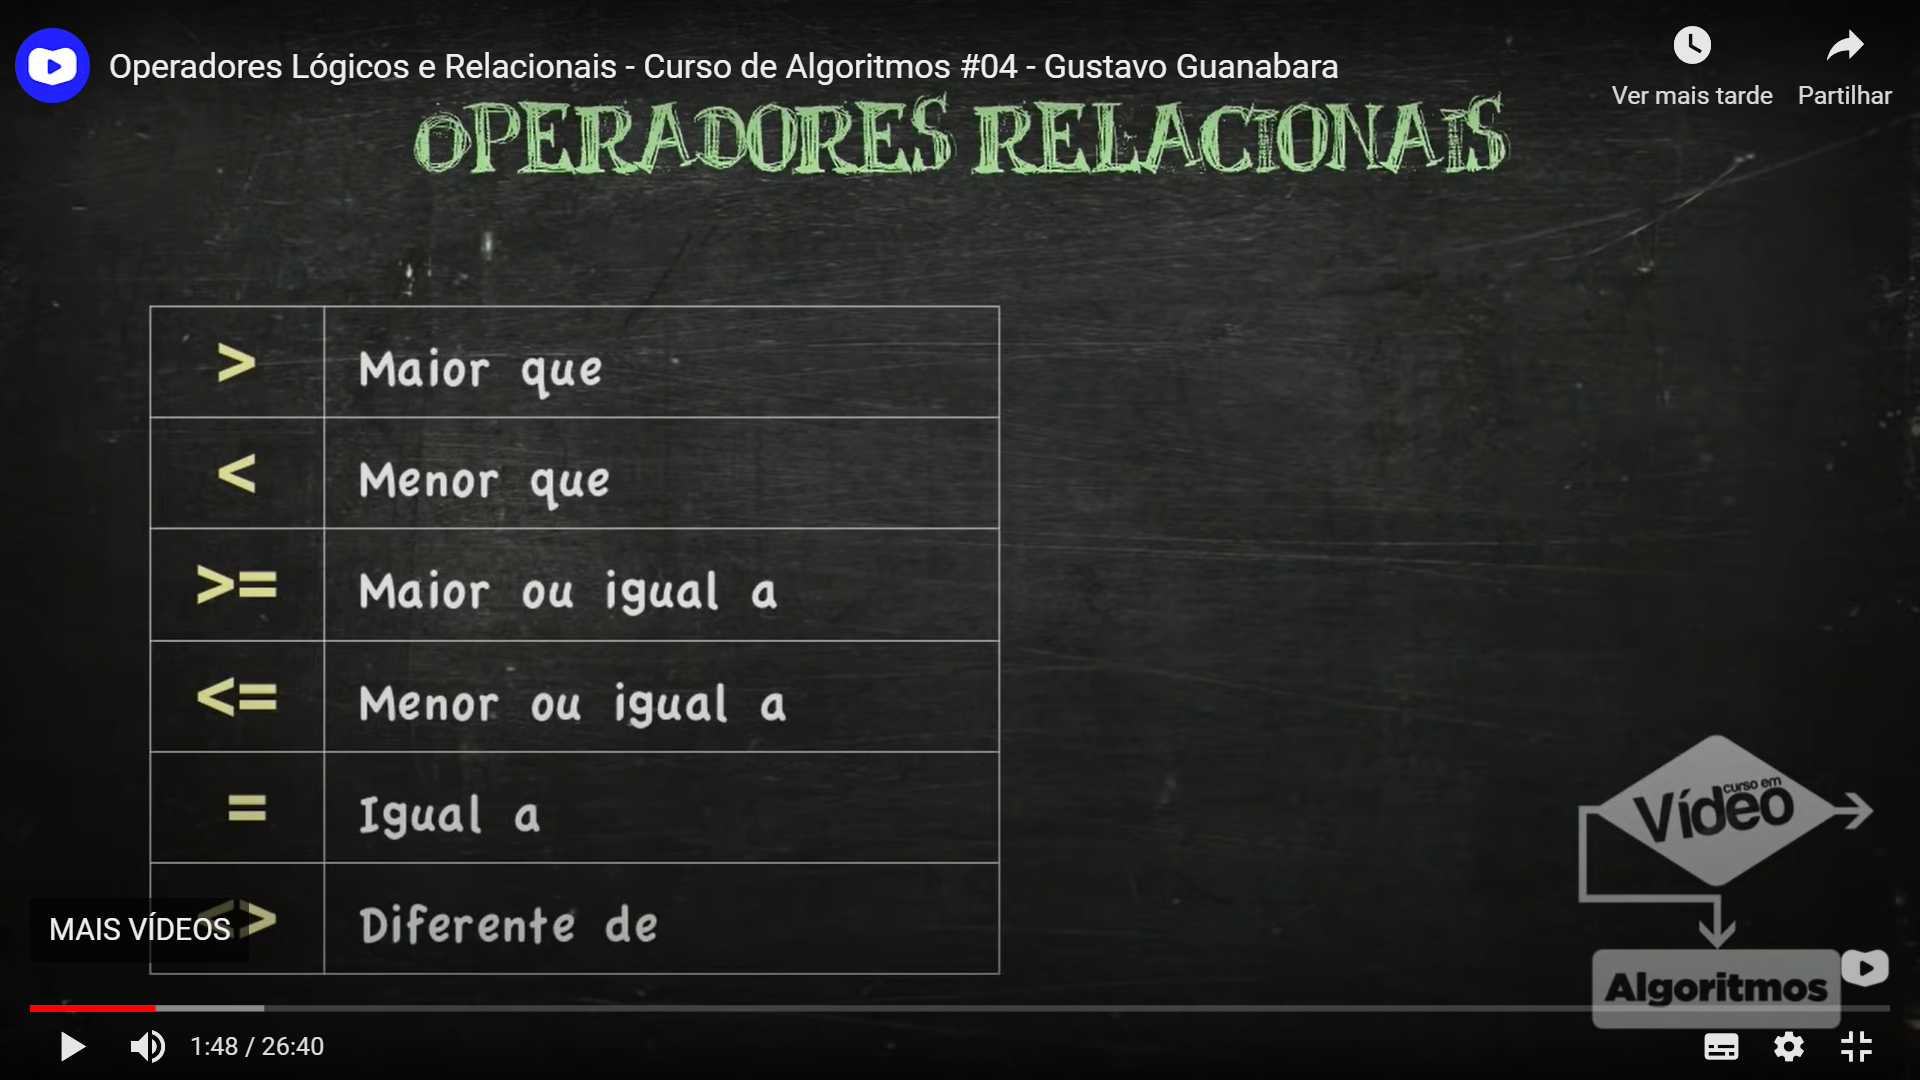 Operadores Lógicos e Relacionais - Curso de Algoritmos #04 - Gustavo Guanabara
Ver mais tarde
Partilhar
OPERADORES RELACIONAIS
> Maior que
< Menor que
>= Maior ou igual a
<= Menor ou igual a
= Igual a
<> Diferente de
MAIS VÍDEOS
curso em
Vídeo
Algoritmos
1:48 / 26:40